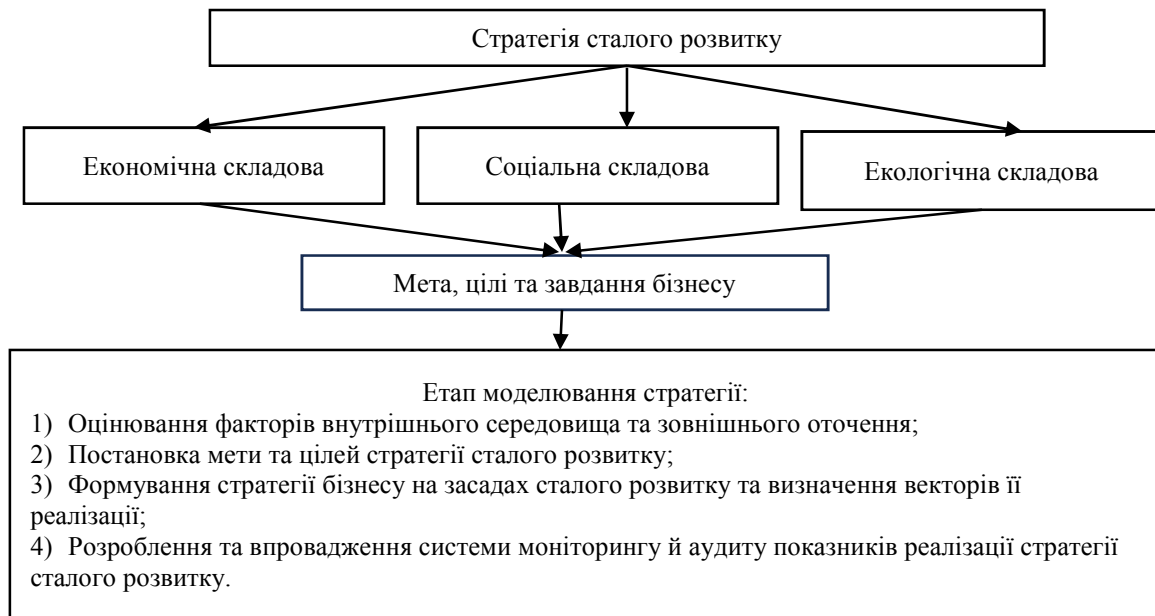 Стратегія сталого розвитку
Економічна складова
Соціальна складова
Екологічна складова
Мета, цілі та завдання бізнесу
Етап моделювання стратегії:
1) Оцінювання факторів внутрішнього середовища та зовнішнього оточення;
2) Постановка мети та цілей стратегії сталого розвитку;
3) Формування стратегії бізнесу на засадах сталого розвитку та визначення векторів її
реалізації;
4) Розроблення та впровадження системи моніторингу й аудиту показників реалізації стратегії
сталого розвитку.